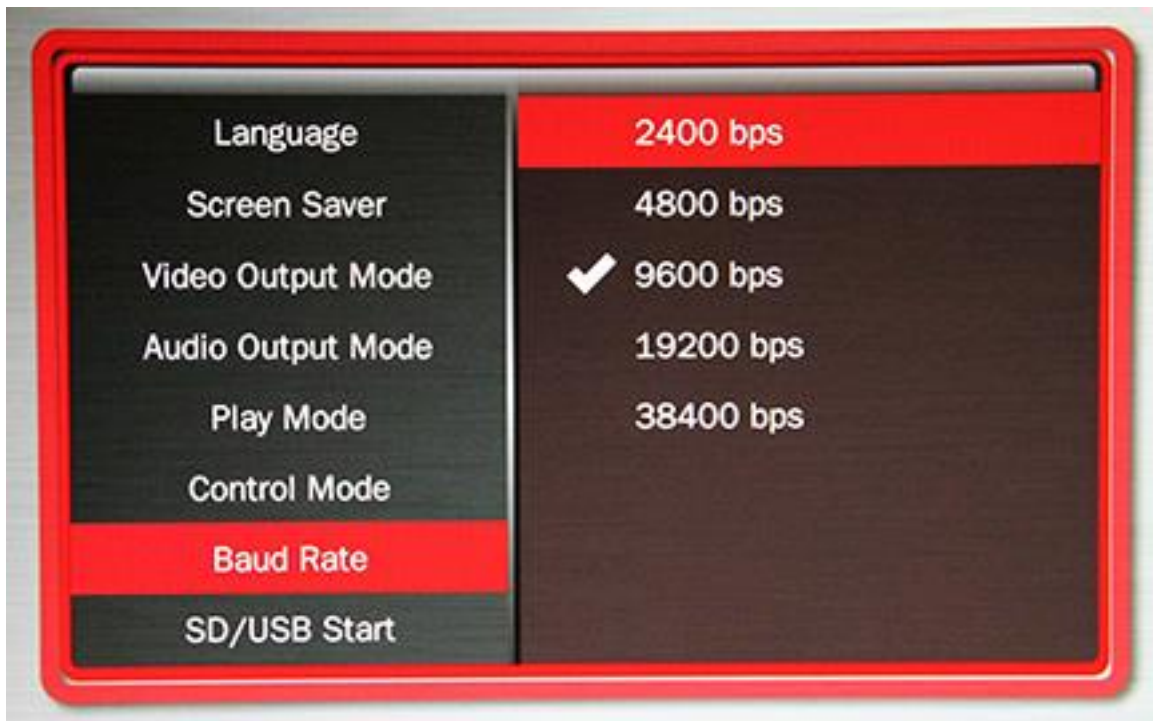 Language
Screen Saver
Video Output Mode
Audio Output Mode
Play Mode
Control Mode
Baud Rate
SD/USB Start
2400 bps
4800 bps
9600 bps
19200 bps
38400 bps